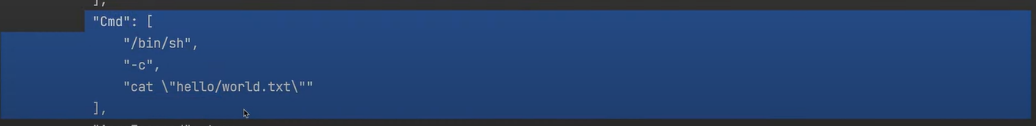 ],
"Cmd": [
"/bin/sh",
"-c",
"cat \"hello/world.txt\""
],